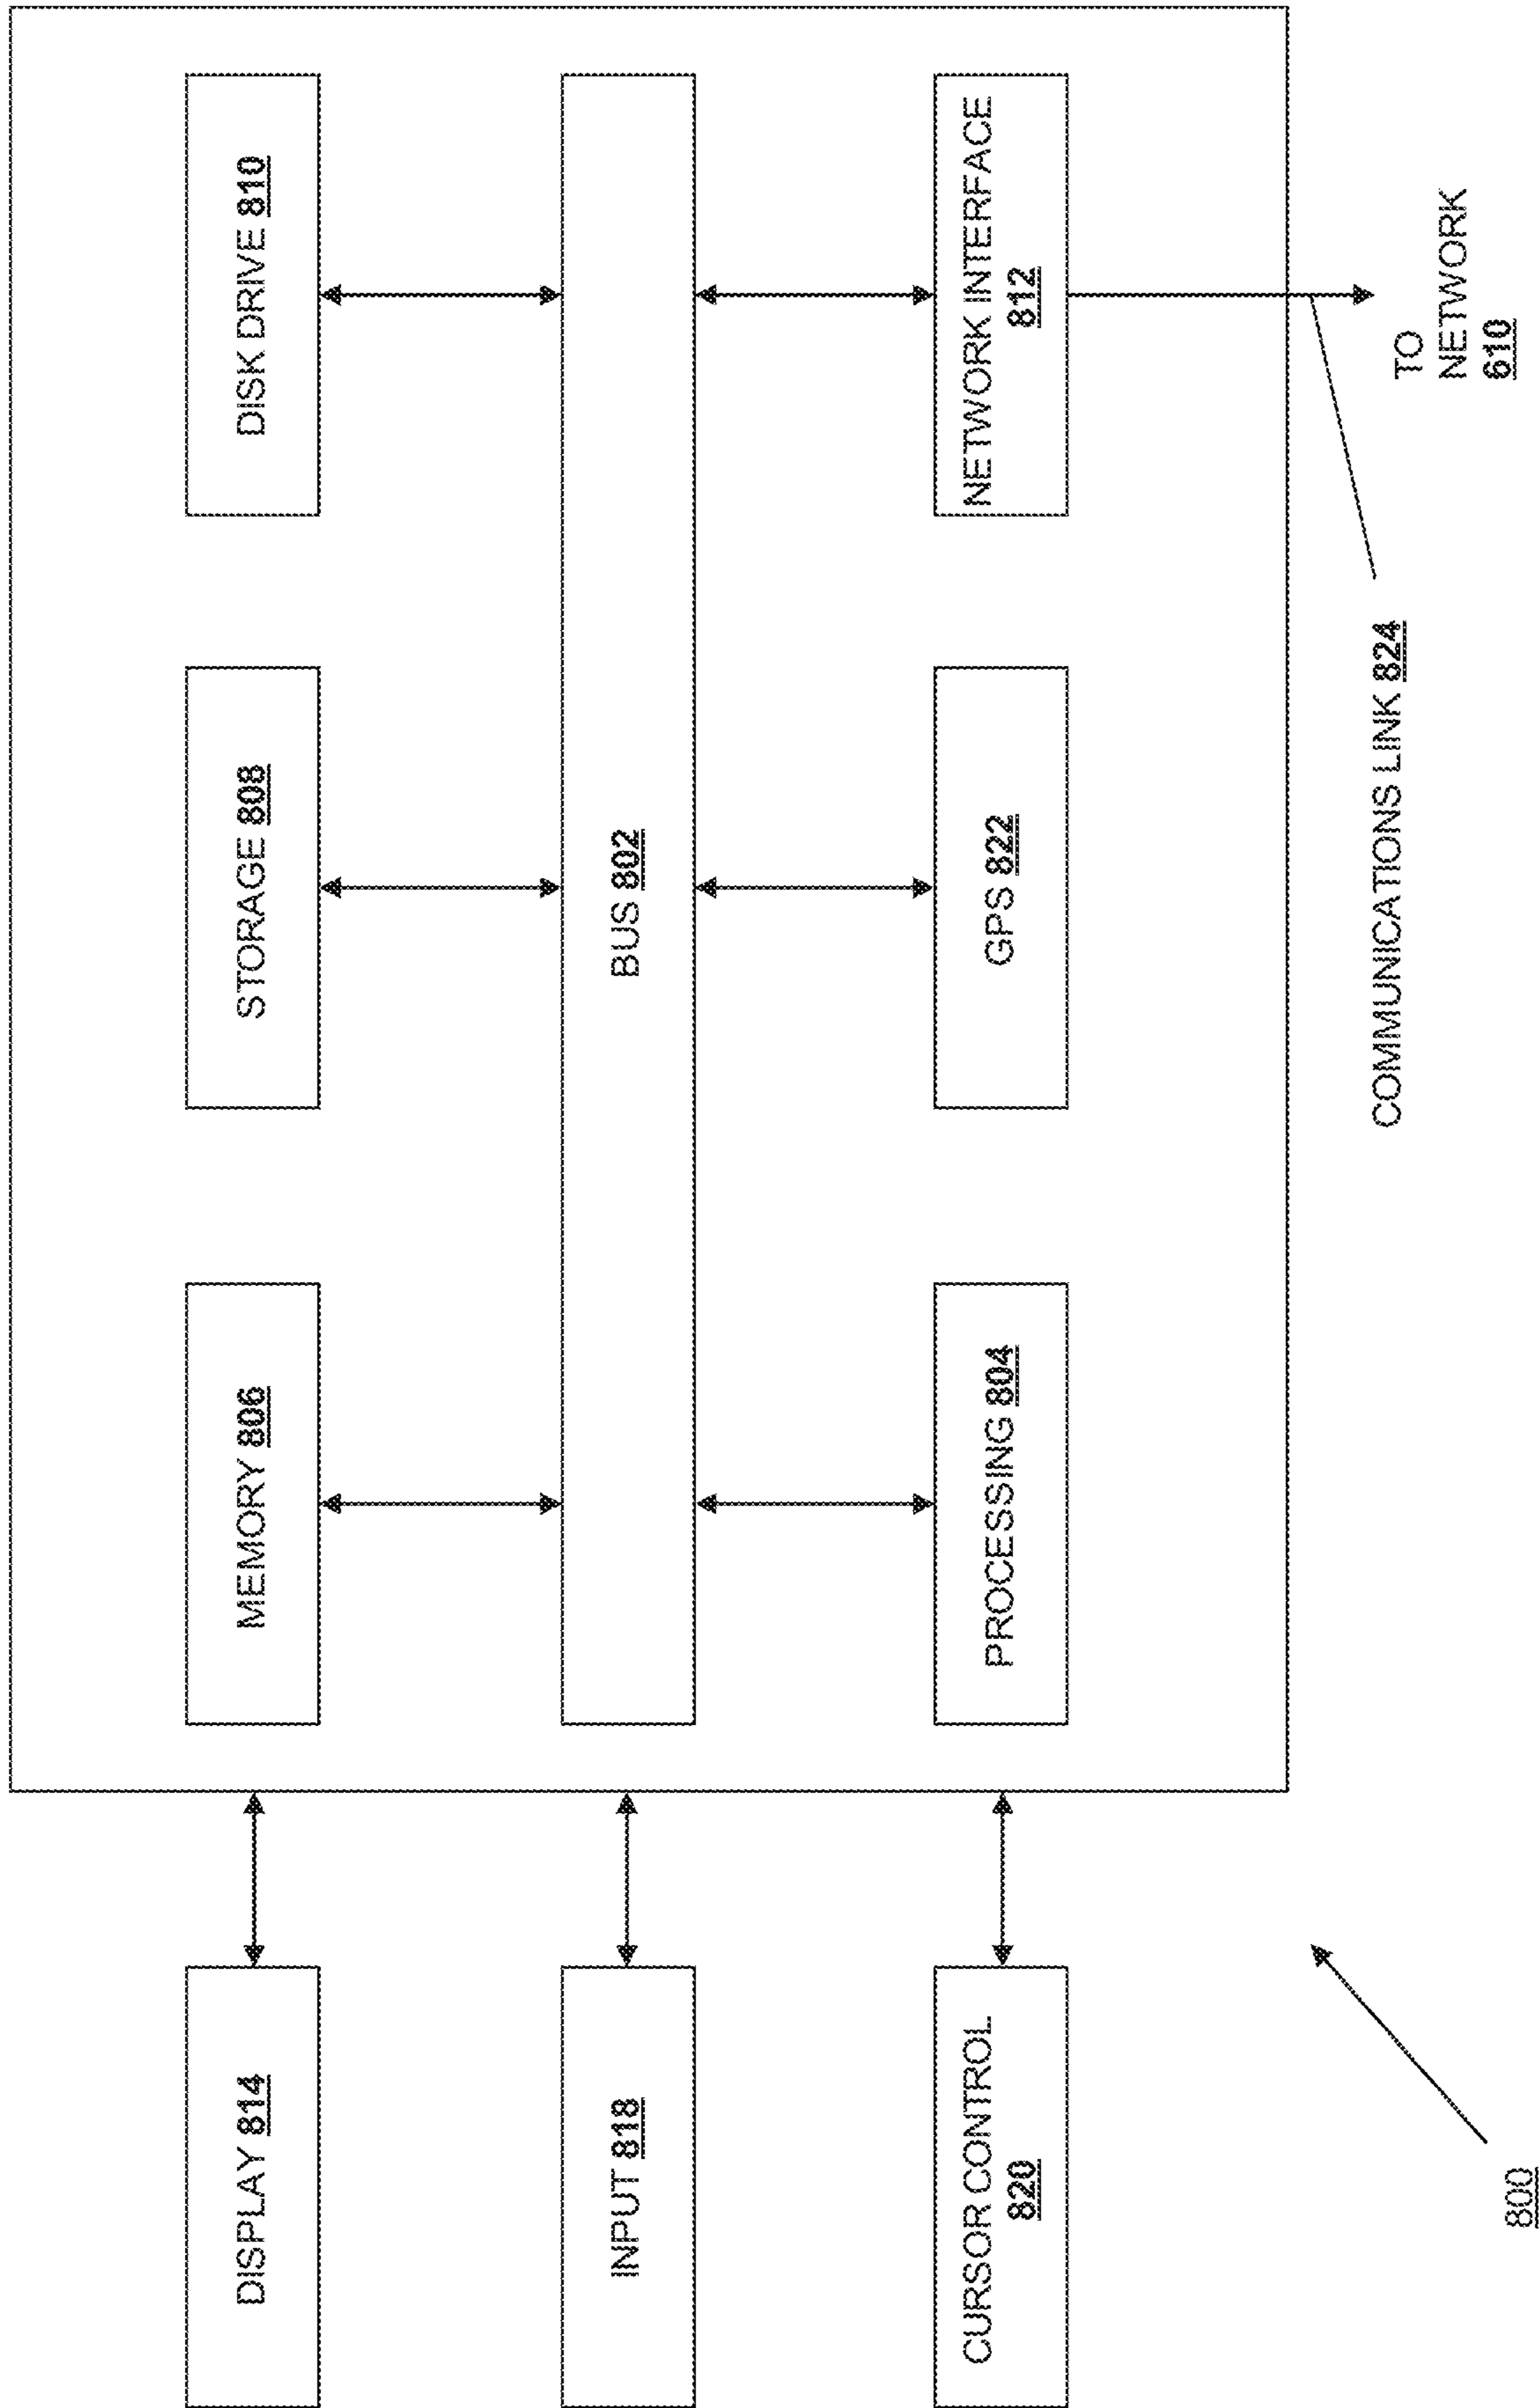 DISPLAY 814
MEMORY 806
STORAGE 808
DISK DRIVE 810
INPUT 818
BUS 802
CURSOR CONTROL
820
PROCESSING 804
GPS 822
NETWORK INTERFACE
812
COMMUNICATIONS LINK 824
TO
NETWORK
610
800